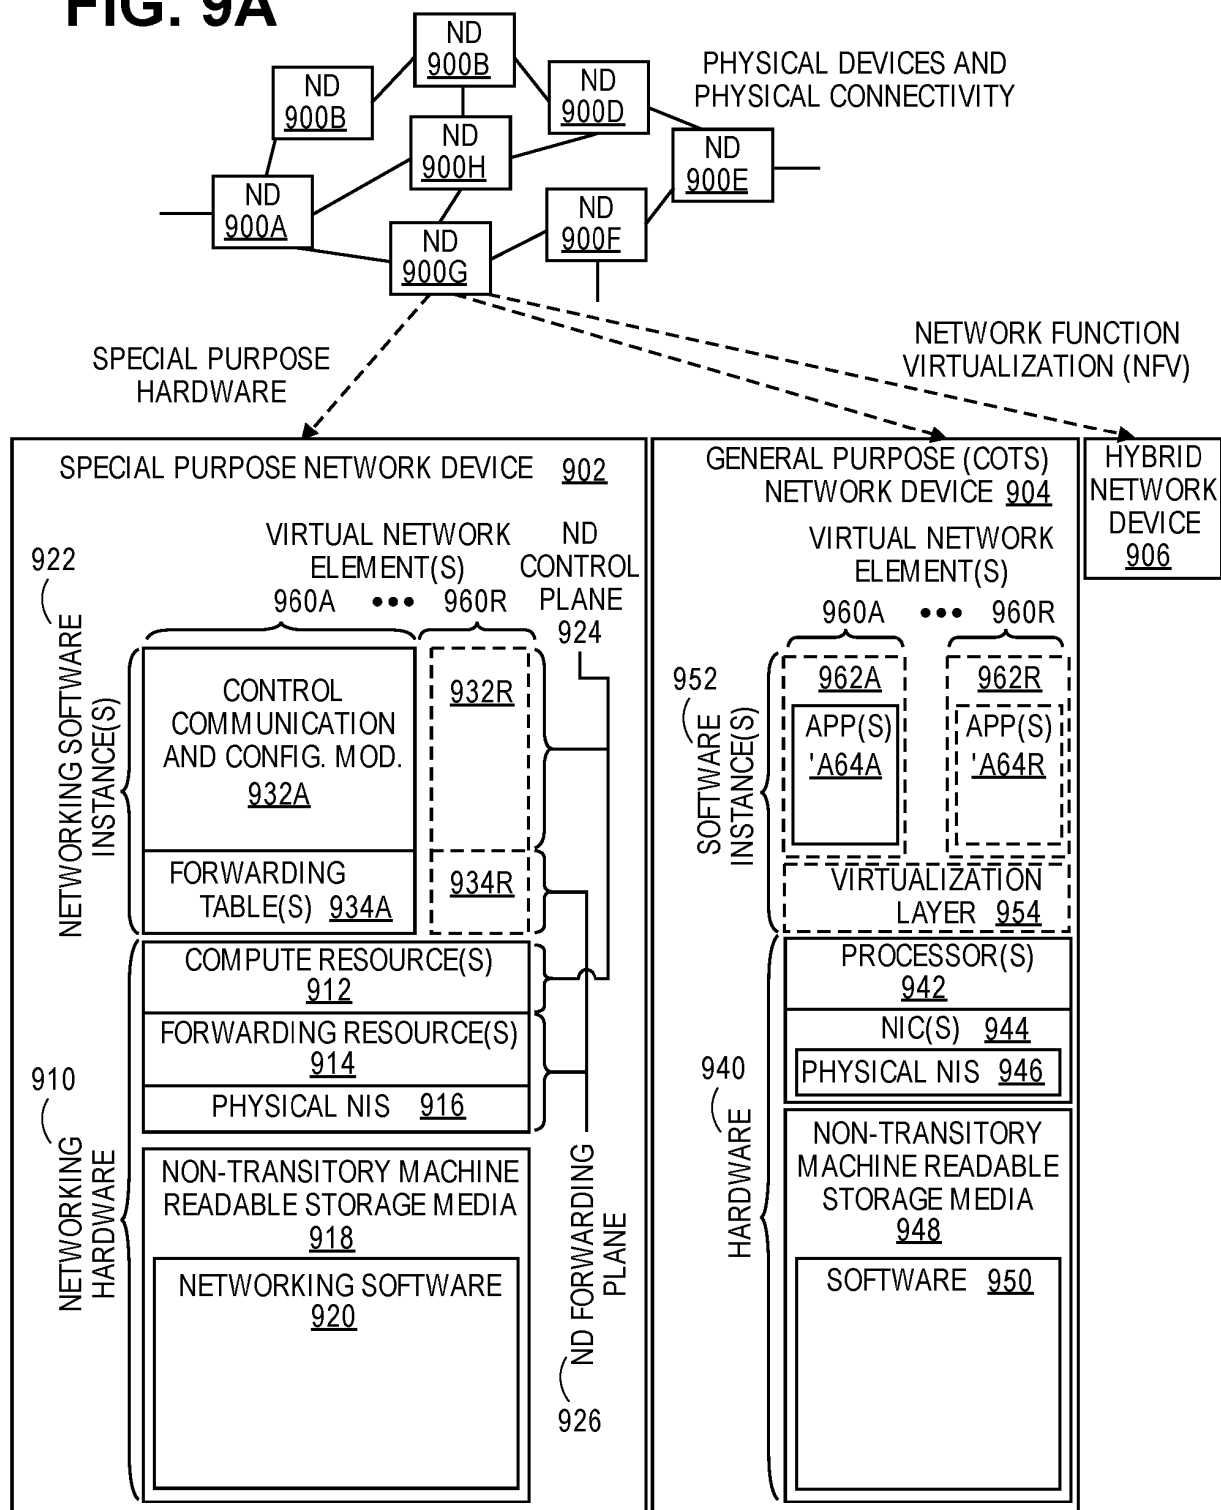 FIG. 9A
ND
900B
ND
900B
ND
900D
PHYSICAL DEVICES AND
PHYSICAL CONNECTIVITY
ND
900H
ND
900E
ND
900A
ND
900F
ND
900G
SPECIAL PURPOSE
HARDWARE
NETWORK FUNCTION
VIRTUALIZATION (NFV)
SPECIAL PURPOSE NETWORK DEVICE 902
922
NETWORKING SOFTWARE
INSTANCE(S)
VIRTUAL NETWORK
ELEMENT(S)
960A ••• 960R
ND
CONTROL
PLANE
924
CONTROL
COMMUNICATION
AND CONFIG. MOD.
932A
932R
FORWARDING
TABLE(S) 934A
934R
COMPUTE RESOURCE(S)
912
FORWARDING RESOURCE(S)
914
PHYSICAL NIS 916
910
NETWORKING
HARDWARE
NON-TRANSITORY MACHINE
READABLE STORAGE MEDIA
918
NETWORKING SOFTWARE
920
ND FORWARDING
PLANE
926
GENERAL PURPOSE (COTS)
NETWORK DEVICE 904
VIRTUAL NETWORK
ELEMENT(S)
960A ••• 960R
952
SOFTWARE
INSTANCE(S)
962A
APP(S)
'A64A
962R
APP(S)
'A64R
VIRTUALIZATION
LAYER 954
PROCESSOR(S)
942
NIC(S) 944
PHYSICAL NIS 946
940
HARDWARE
NON-TRANSITORY
MACHINE READABLE
STORAGE MEDIA
948
SOFTWARE 950
HYBRID
NETWORK
DEVICE
906